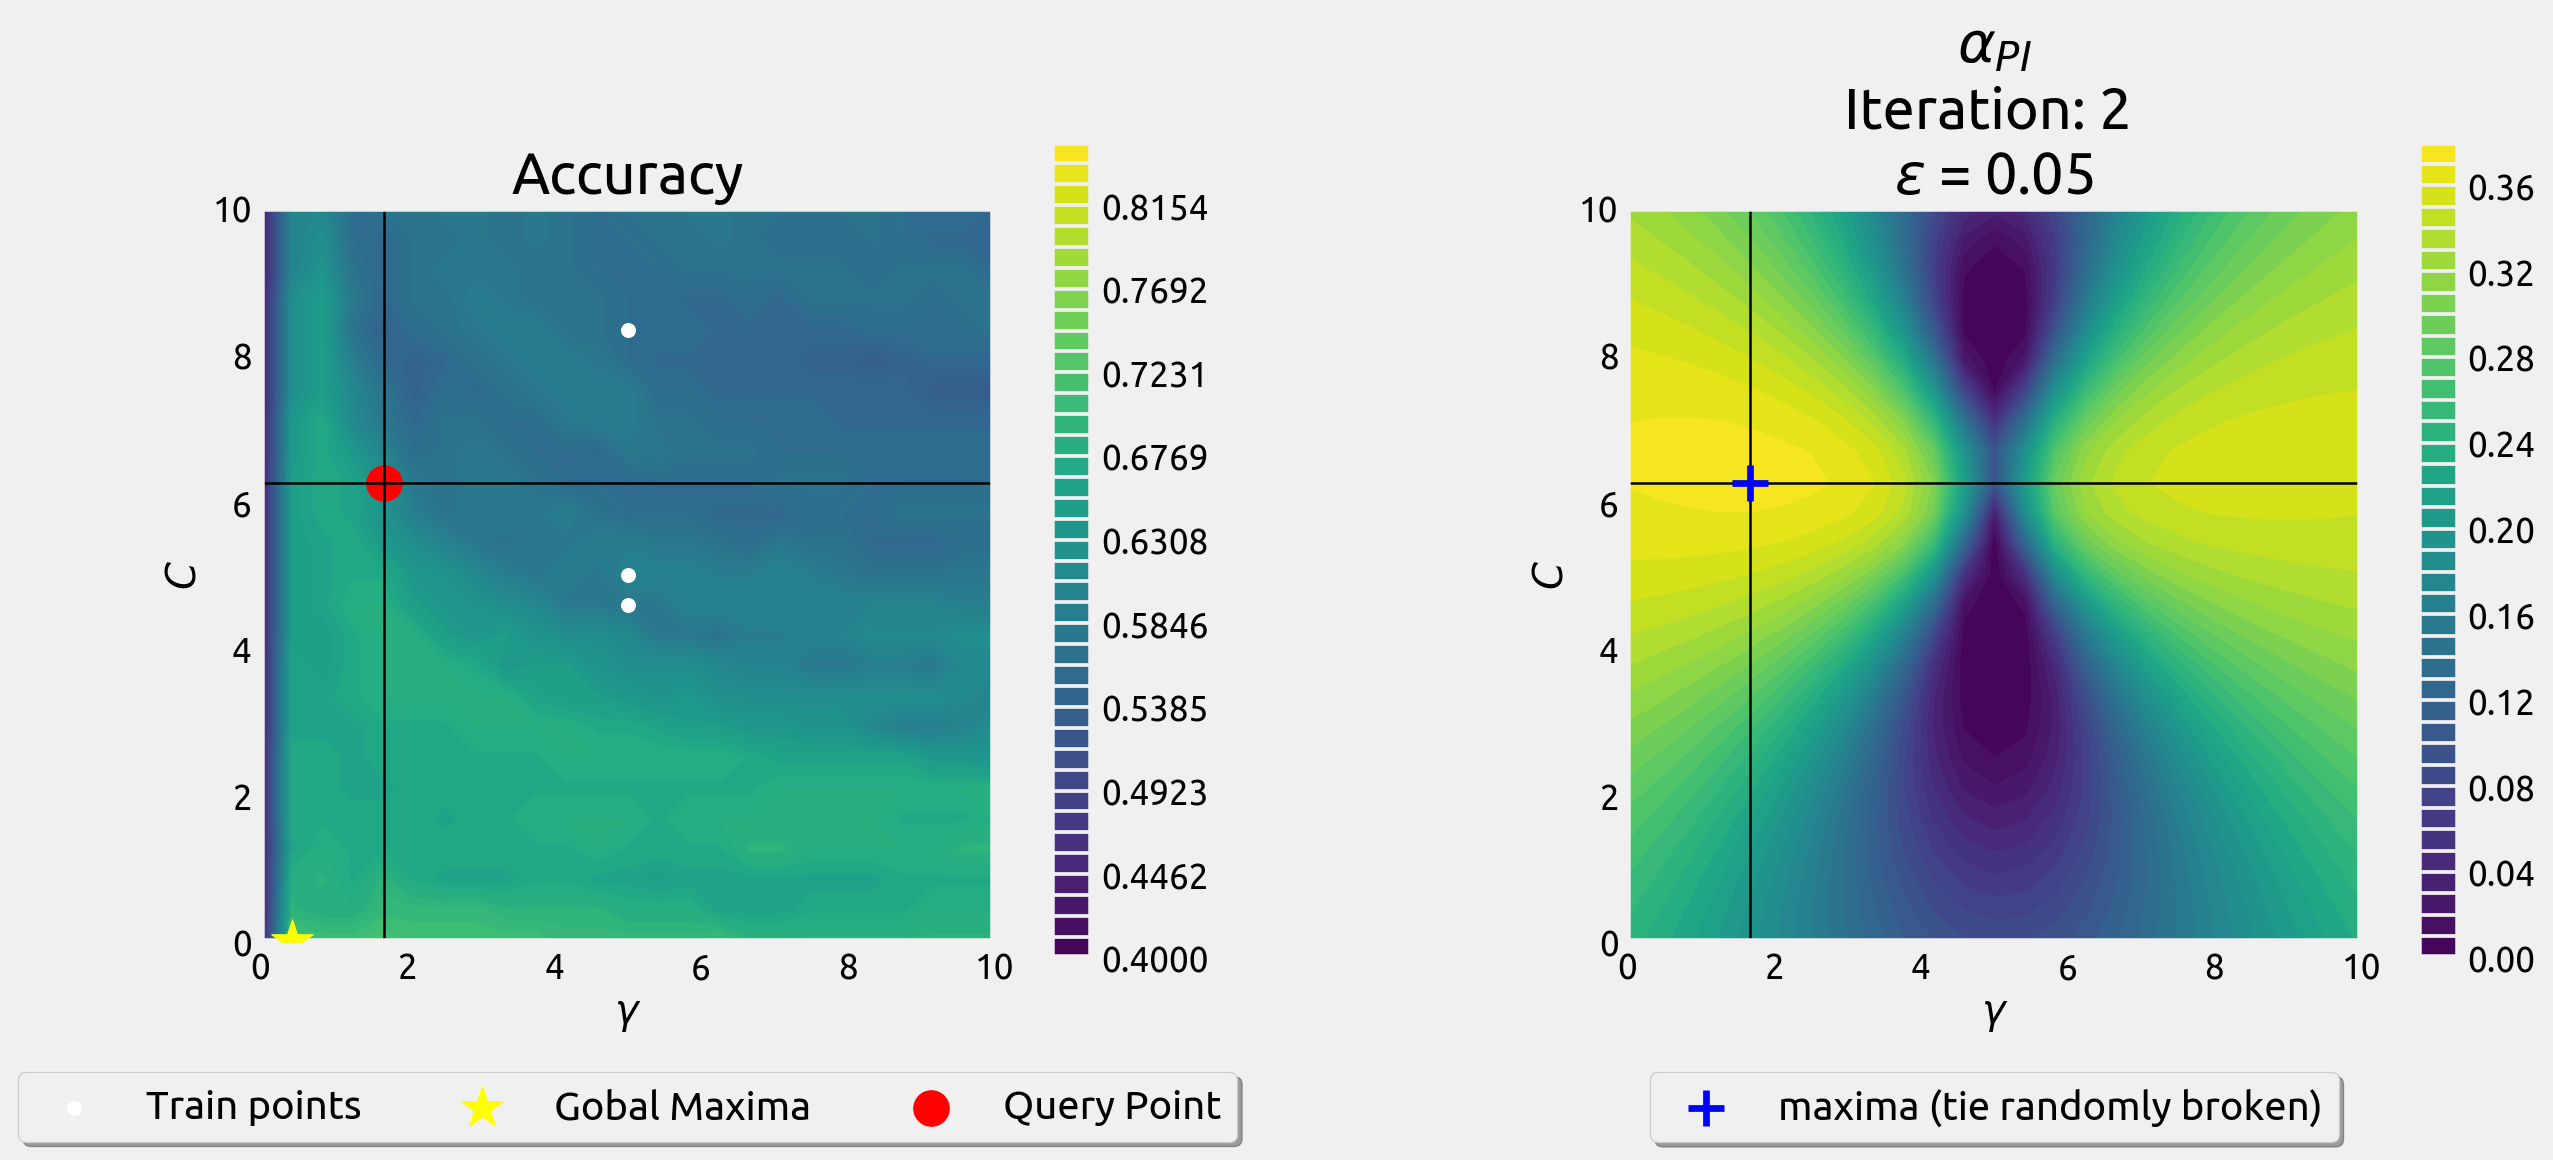 Accuracy
10
8
6
4
2
0
C
0 2 4 6 8 10
γ
0.8154
0.7692
0.7231
0.6769
0.6308
0.5846
0.5385
0.4923
0.4462
0.4000
Train points Gobal Maxima Query Point
α_PI
Iteration: 2
ε = 0.05
10
8
6
4
2
0
C
0 2 4 6 8 10
γ
0.36
0.32
0.28
0.24
0.20
0.16
0.12
0.08
0.04
0.00
maxima (tie randomly broken)